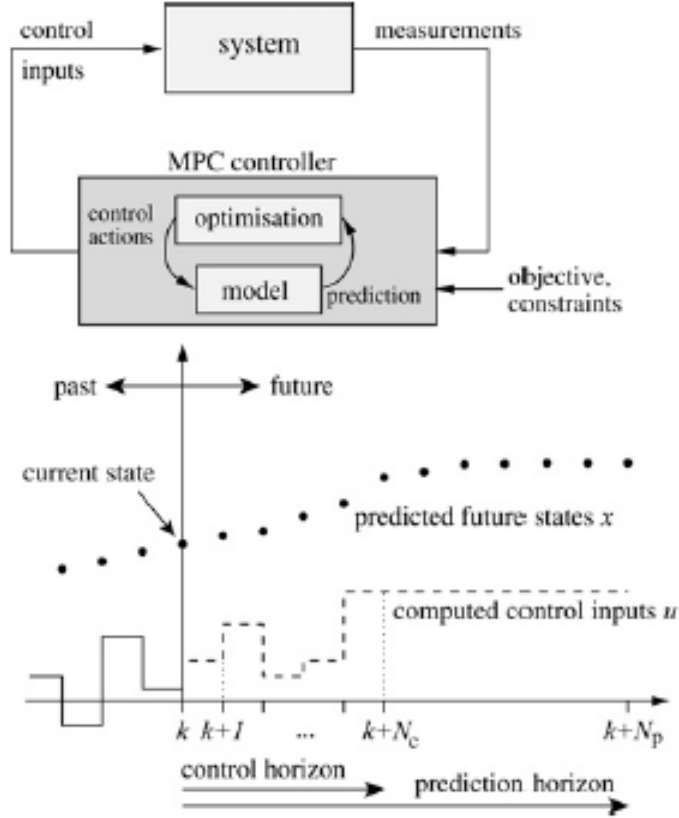 control
inputs
system
measurements
MPC controller
control
actions
optimisation
model
prediction
objective,
constraints
past
future
current state
predicted future states x
computed control inputs u
k k+1 ... k+Nc k+Np
control horizon
prediction horizon